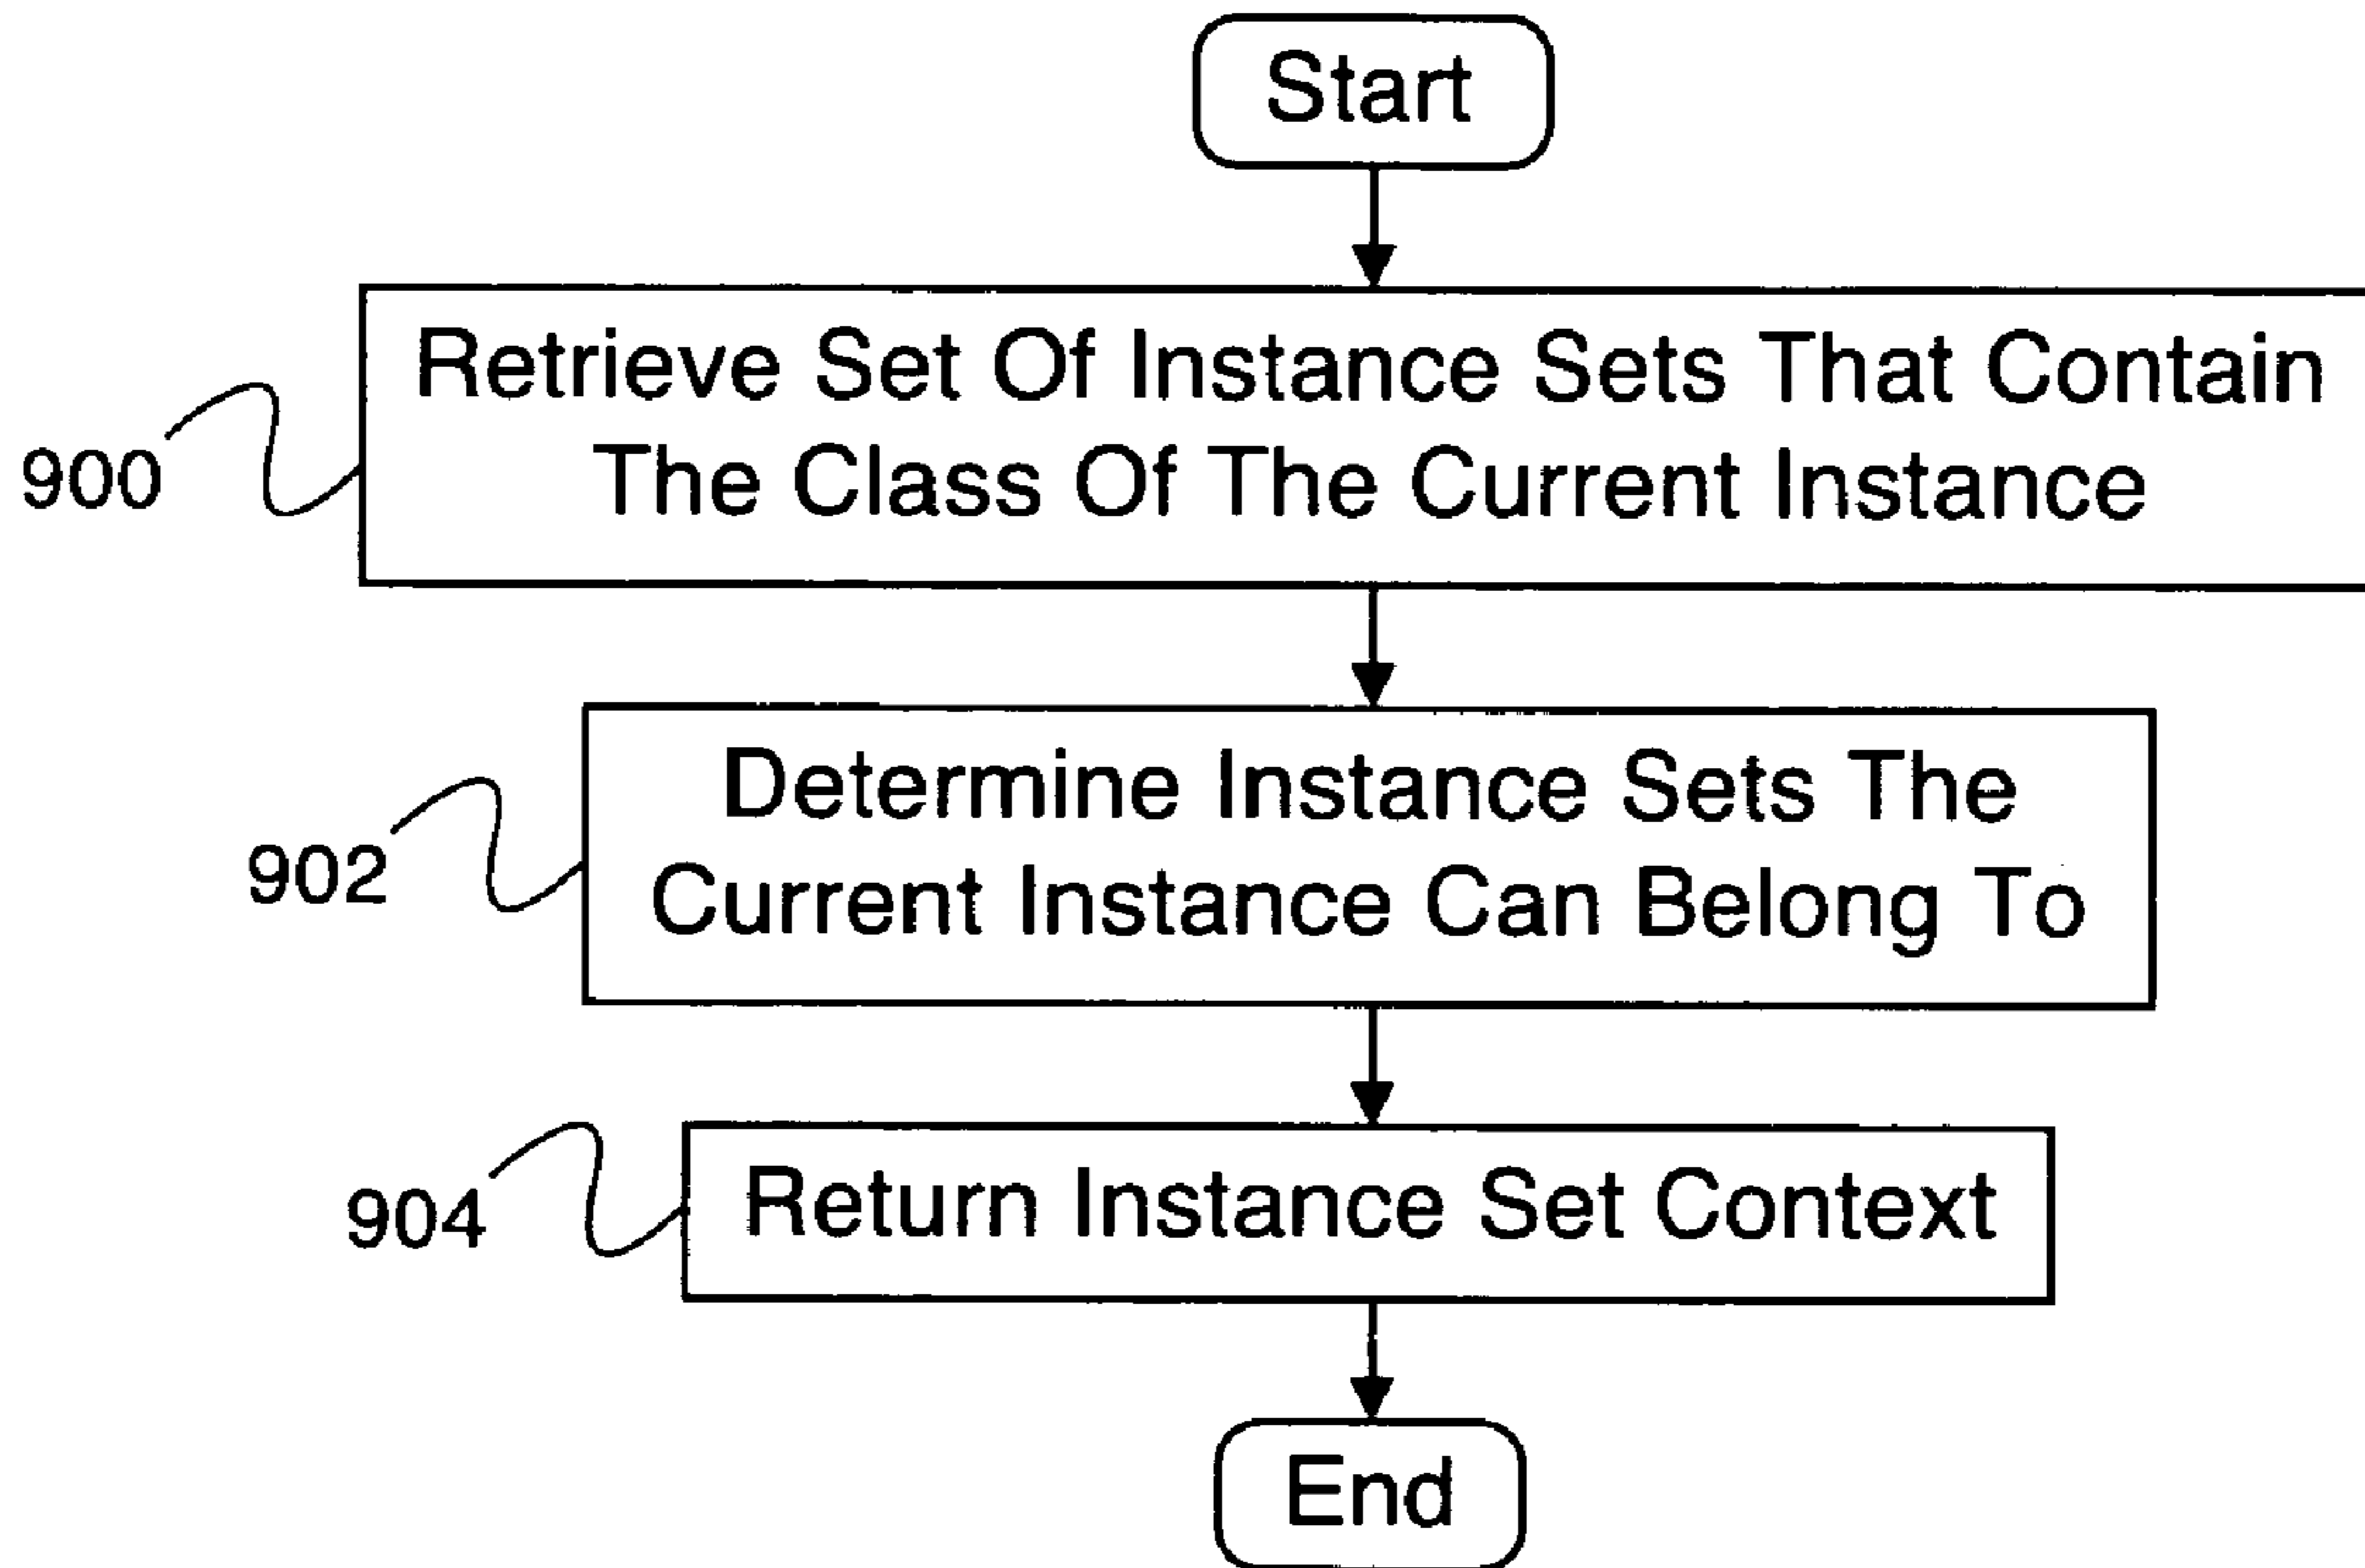 Start
Retrieve Set Of Instance Sets That Contain
The Class Of The Current Instance
900
Determine Instance Sets The
Current Instance Can Belong To
902
Return Instance Set Context
904
End